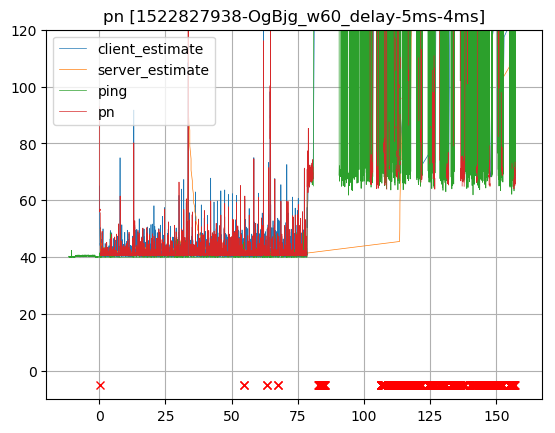 pn [1522827938-OgBjg_w60_delay-5ms-4ms]
client_estimate
server_estimate
ping
pn
120
100
80
60
40
20
0
0 25 50 75 100 125 150